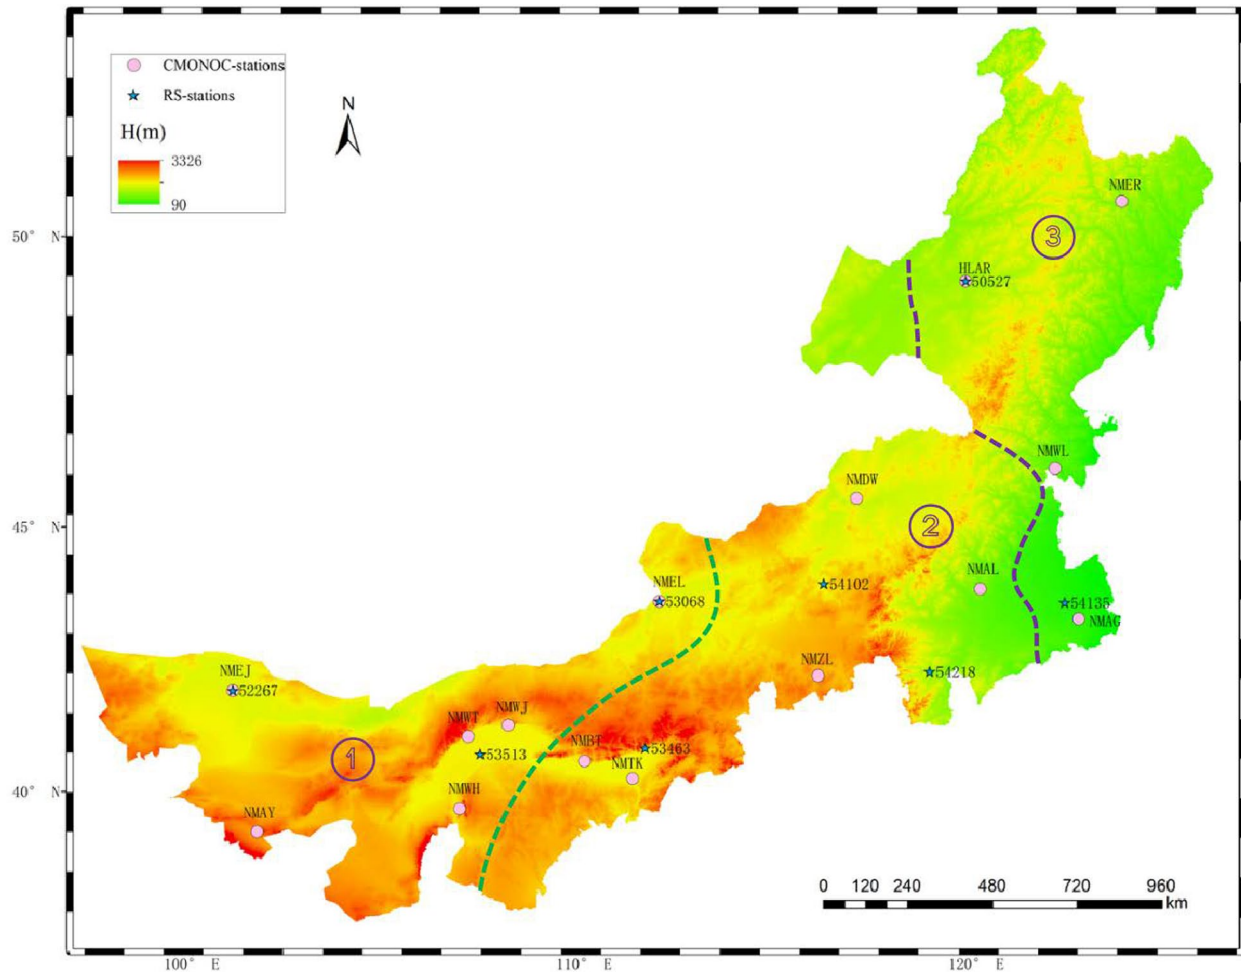 CMONOC-stations
RS-stations
H(m)
3326
90
N
NMER
3
50° N
HLAR
50527
NMWL
NMDW
2
45° N
NMEL
53068
54102
NMAL
54135
NMAG
NMEJ
52267
NMZL
54218
NMWT
NMWJ
1
53513
NMBT
53463
NMTK
40° N
NMWH
NMAY
0 120 240 480 720 960
km
100° E
110° E
120° E